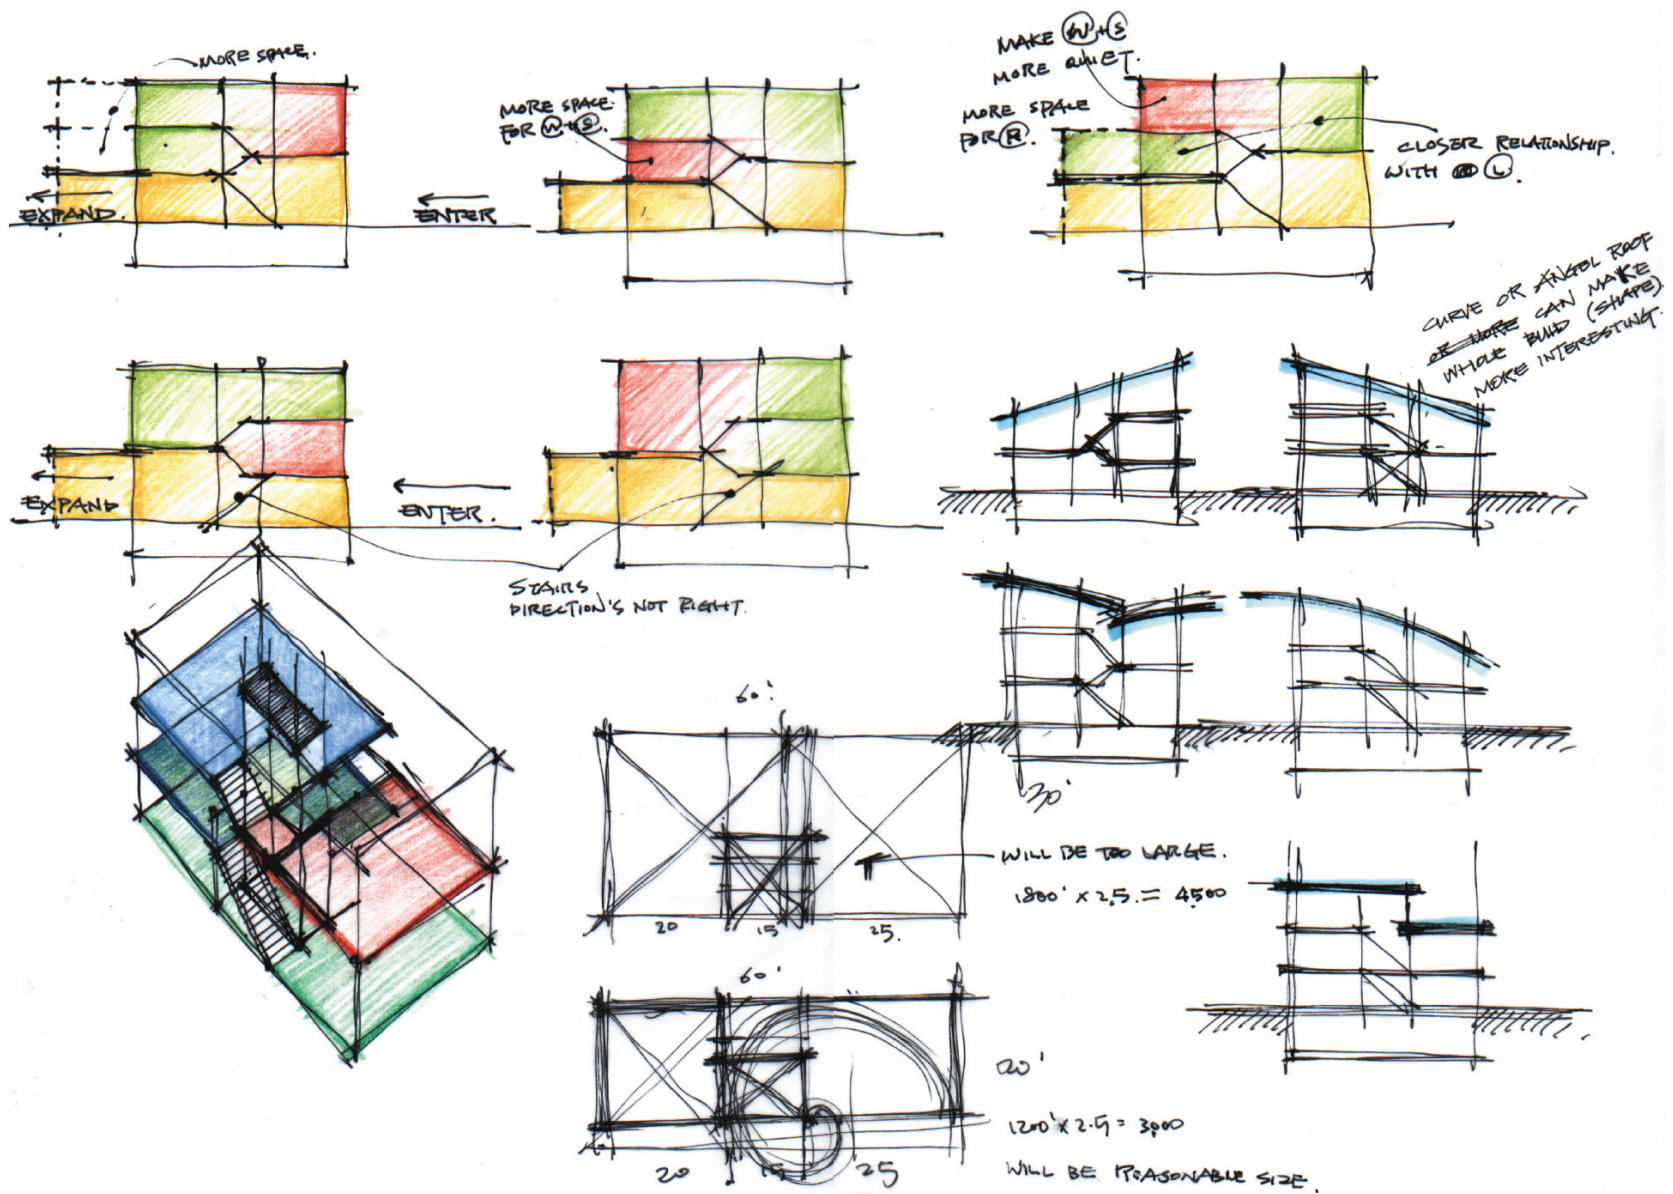 MORE SPACE.
EXPAND.
MORE SPACE
FOR W+S.
ENTER
MAKE W+S
MORE QUIET.
MORE SPACE
FOR R.
CLOSER RELATIONSHIP.
WITH L.
CURVE OR ANGEL ROOF
OR MORE CAN MAKE
WHOLE BUID (SHAPE)
MORE INTERESTING.
EXPAND
ENTER.
STAIRS
DIRECTION'S NOT RIGHT.
60'
30'
WILL BE TOO LARGE.
1800' x 2.5. = 4500
20 15 25.
60'
20'
1200' x 2.5 = 3000
20 15 25
WILL BE REASONABLE SIZE.